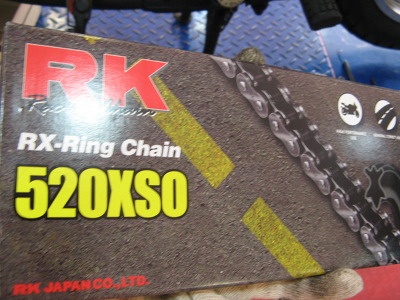 RK
RX-Ring Chain
520XSO
RK JAPAN CO., LTD.